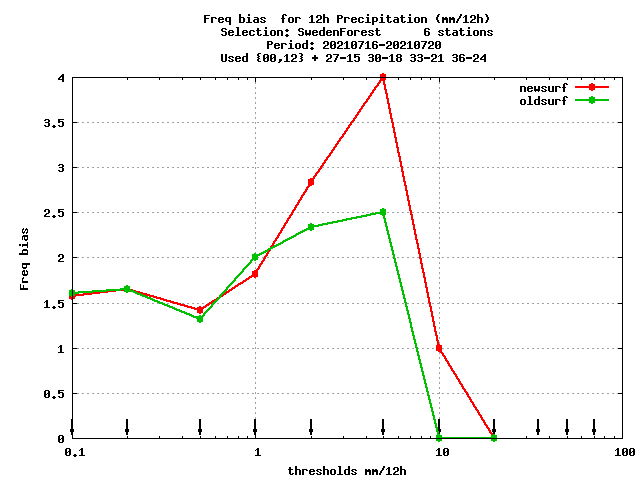 Freq bias  for 12h Precipitation (mm/12h)
Selection: SwedenForest      6 stations
Period: 20210716-20210720
Used {00,12} + 27-15 30-18 33-21 36-24
newsurf
oldsurf
4
3.5
3
2.5
2
1.5
1
0.5
0
Freq bias
0.1 1 10 100
thresholds mm/12h